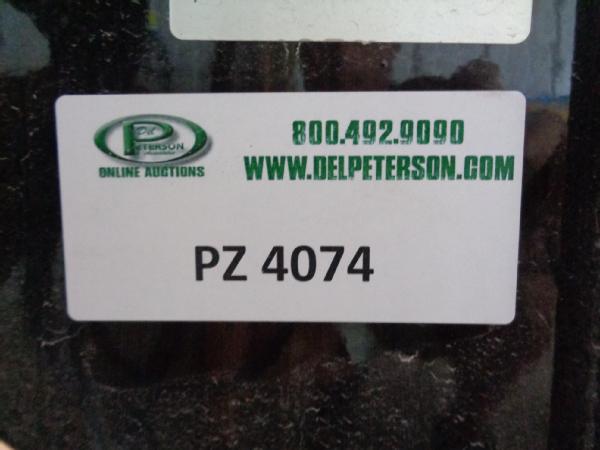 Del
PETERSON
ONLINE AUCTIONS
800.492.9090
WWW.DELPETERSON.COM
PZ 4074